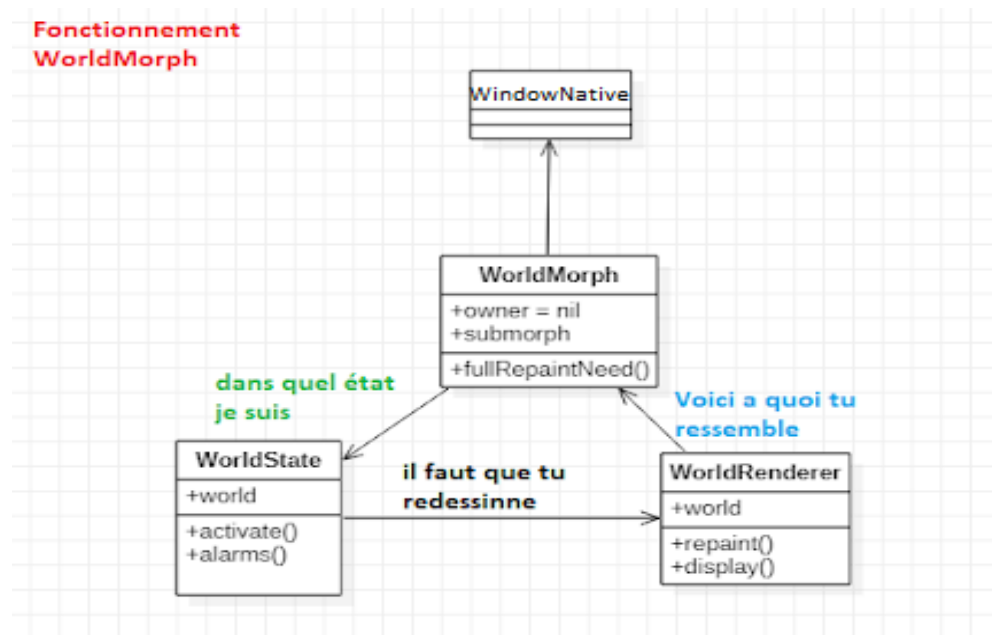 Fonctionnement
WorldMorph
WindowNative
WorldMorph
+owner = nil
+submorph
+fullRepaintNeed()
dans quel état
je suis
Voici a quoi tu
ressemble
WorldState
+world
+activate()
+alarms()
il faut que tu
redessinne
WorldRenderer
+world
+repaint()
+display()